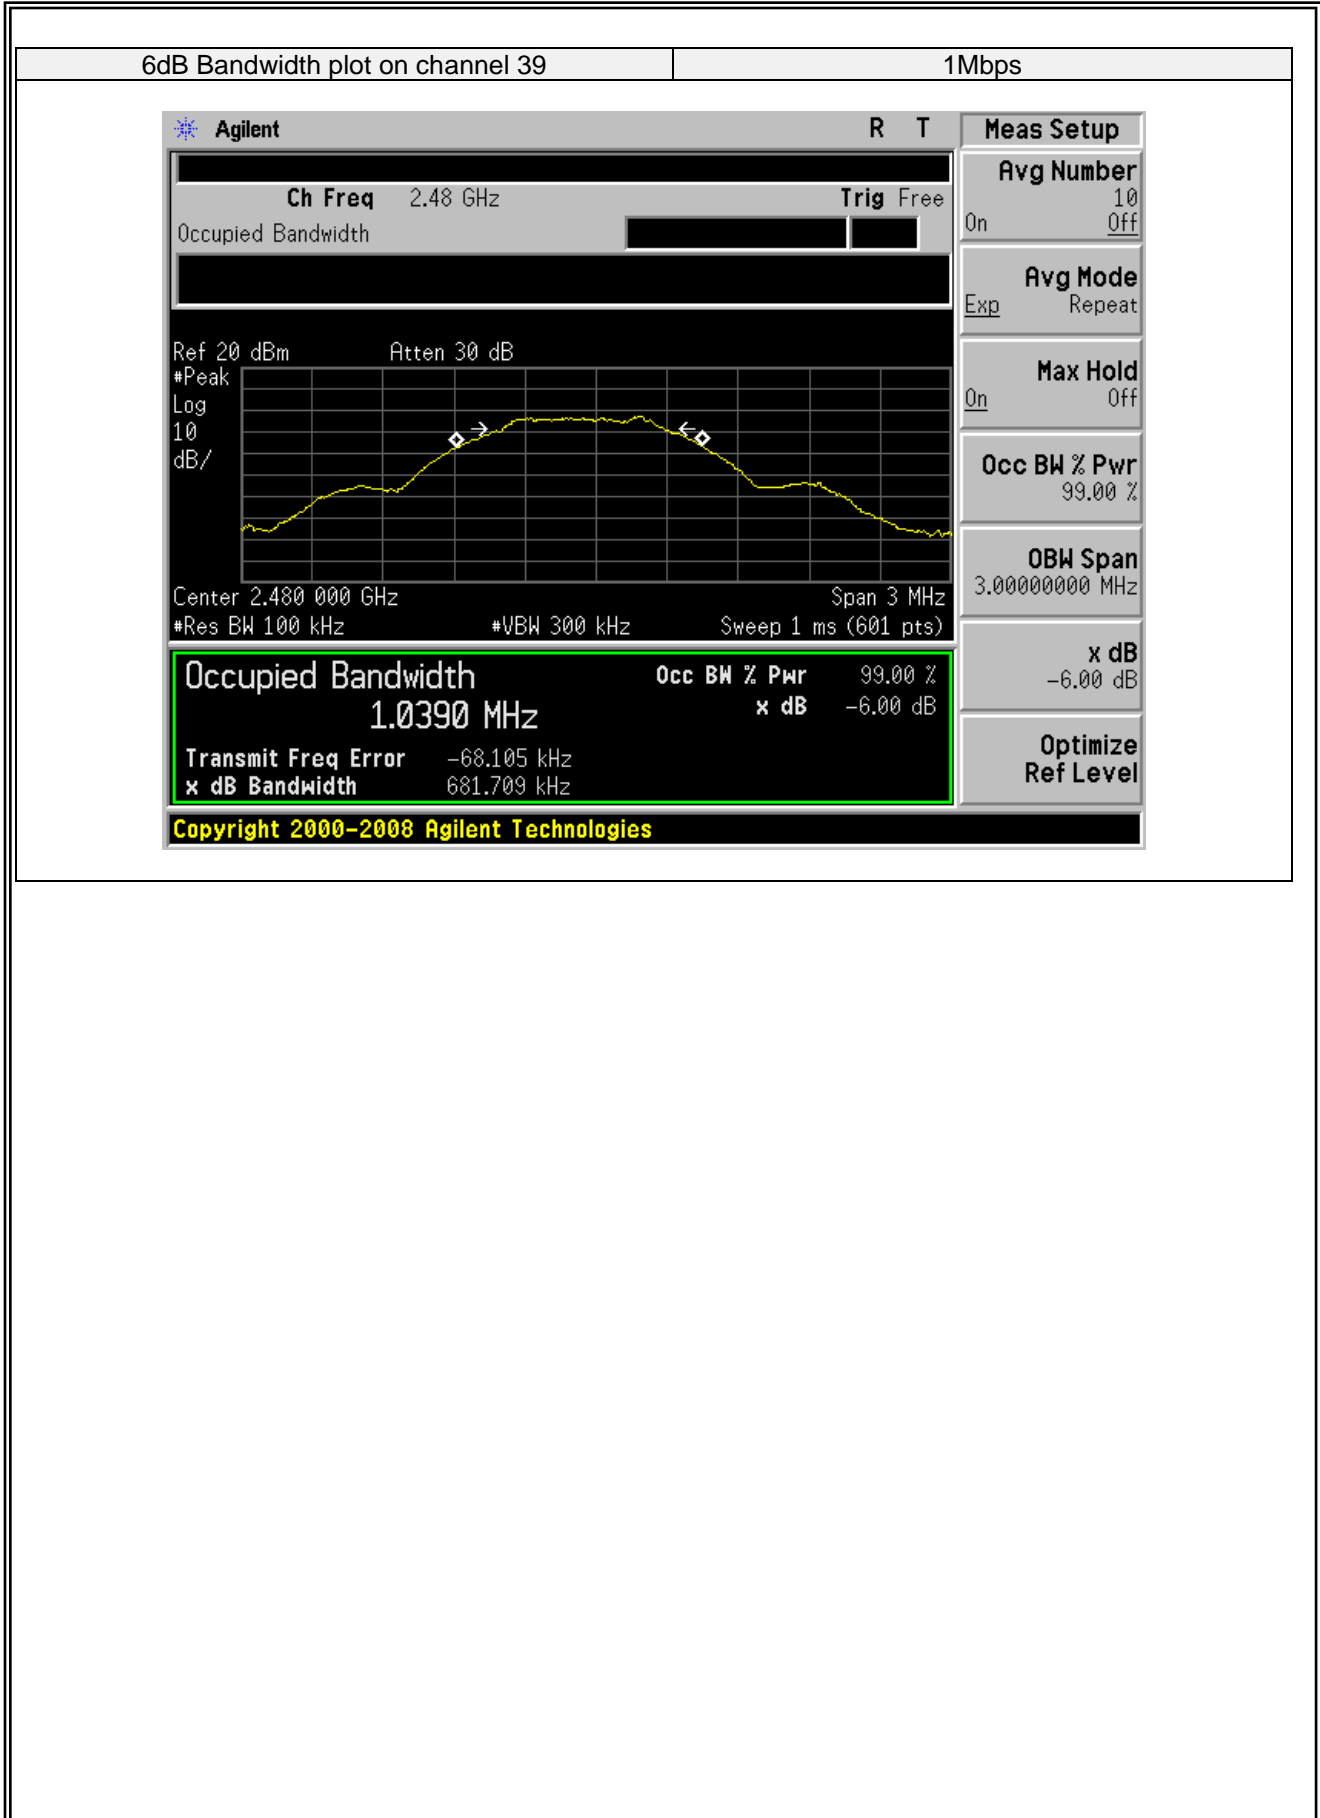 6dB Bandwidth plot on channel 39 1Mbps
Agilent R T Meas Setup
Ch Freq 2.48 GHz Trig Free
Occupied Bandwidth
Avg Number
10
On Off
Avg Mode
Exp Repeat
Max Hold
On Off
Occ BW % Pwr
99.00 %
OBW Span
3.00000000 MHz
x dB
-6.00 dB
Optimize
Ref Level
Ref 20 dBm Atten 30 dB
#Peak
Log
10
dB/
Center 2.480 000 GHz Span 3 MHz
#Res BW 100 kHz #VBW 300 kHz Sweep 1 ms (601 pts)
Occupied Bandwidth Occ BW % Pwr 99.00 %
1.0390 MHz x dB -6.00 dB
Transmit Freq Error -68.105 kHz
x dB Bandwidth 681.709 kHz
Copyright 2000-2008 Agilent Technologies